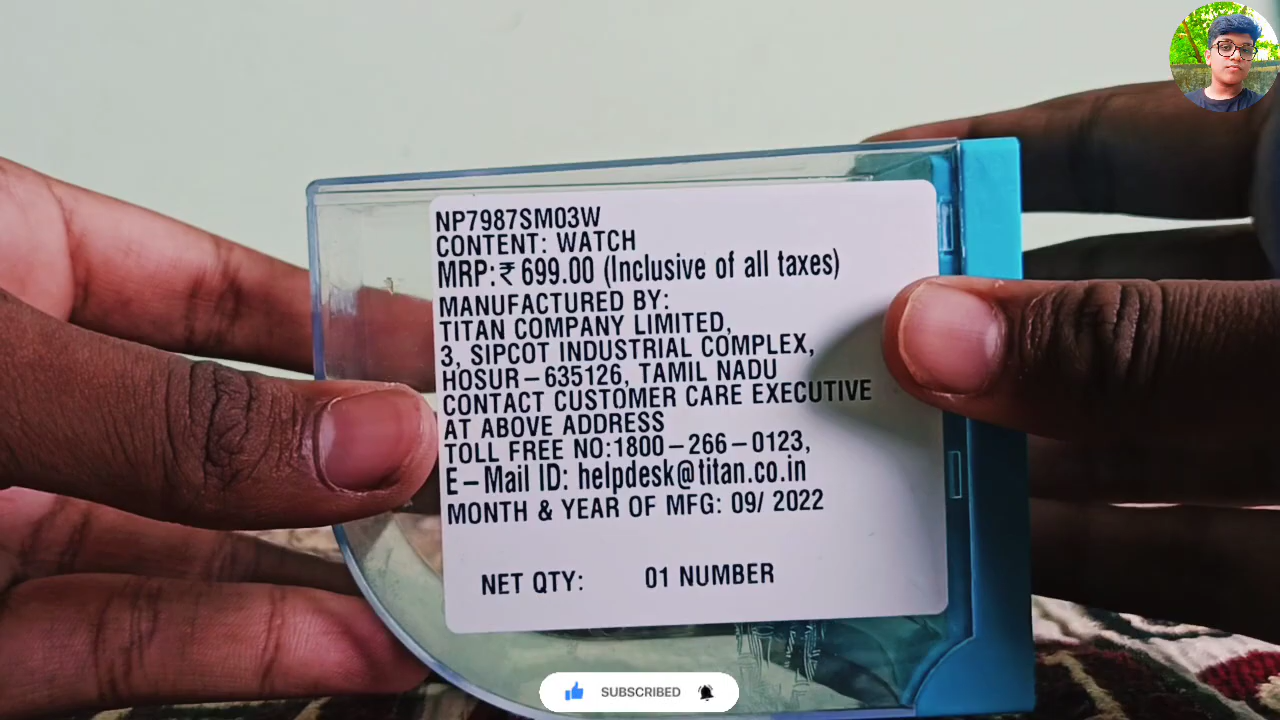 NP7987SM03W
CONTENT: WATCH
MRP:₹ 699.00 (Inclusive of all taxes)
MANUFACTURED BY:
TITAN COMPANY LIMITED,
3, SIPCOT INDUSTRIAL COMPLEX,
HOSUR–635126, TAMIL NADU
CONTACT CUSTOMER CARE EXECUTIVE
AT ABOVE ADDRESS
TOLL FREE NO:1800–266–0123,
E–Mail ID: helpdesk@titan.co.in
MONTH & YEAR OF MFG: 09/ 2022
NET QTY: 01 NUMBER
SUBSCRIBED